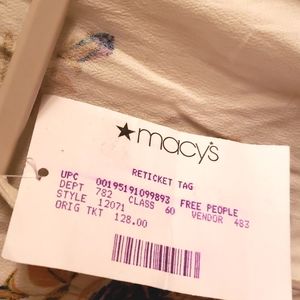 ★macy's
RETICKET TAG
UPC 00195191099893 FREE PEOPLE
DEPT 782 CLASS 60 VENDOR 483
STYLE 12071
ORIG TKT 128.00